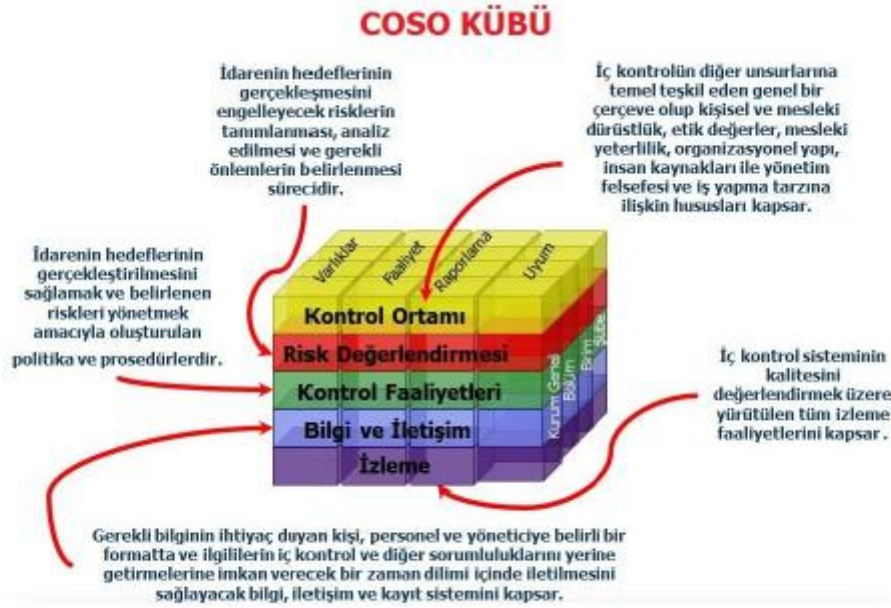 COSO KÜBÜ
İdarenin hedeflerinin
gerçekleşmesini
engelleyecek risklerin
tanımlanması, analiz
edilmesi ve gerekli
önlemlerin belirlenmesi
sürecidir.
İç kontrolün diğer unsurlarına
temel teşkil eden genel bir
çerçeve olup kişisel ve mesleki
dürüstlük, etik değerler, mesleki
yeterlilik, organizasyonel yapı,
insan kaynakları ile yönetim
felsefesi ve iş yapma tarzına
ilişkin hususları kapsar.
İdarenin hedeflerinin
gerçekleştirilmesini
sağlamak ve belirlenen
riskleri yönetmek
amacıyla oluşturulan
politika ve prosedürlerdir.
Varlıklar
Faaliyet
Raporlama
Uyum
Kontrol Ortamı
Risk Değerlendirmesi
Kontrol Faaliyetleri
Bilgi ve İletişim
İzleme
Kurum Genel
Bölüm
Birim
Şube
İç kontrol sisteminin
kalitesini
değerlendirmek üzere
yürütülen tüm izleme
faaliyetlerini kapsar .
Gerekli bilginin ihtiyaç duyan kişi, personel ve yöneticiye belirli bir
formatta ve ilgililerin iç kontrol ve diğer sorumluluklarını yerine
getirmelerine imkan verecek bir zaman dilimi içinde iletilmesini
sağlayacak bilgi, iletişim ve kayıt sistemini kapsar.